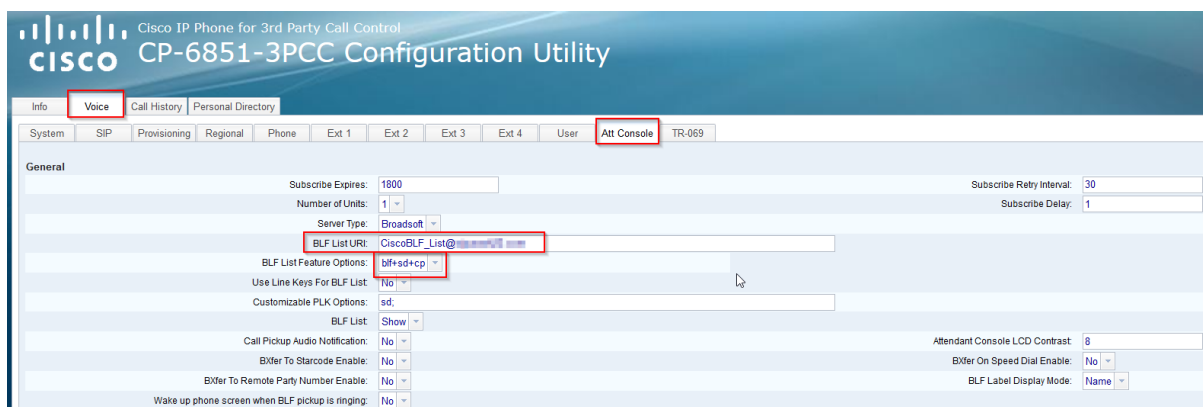 Cisco IP Phone for 3rd Party Call Control
CISCO CP-6851-3PCC Configuration Utility
Info Voice Call History Personal Directory
System SIP Provisioning Regional Phone Ext 1 Ext 2 Ext 3 Ext 4 User Att Console TR-069
General
Subscribe Expires: 1800 Subscribe Retry Interval: 30
Number of Units: 1 Subscribe Delay: 1
Server Type: Broadsoft
BLF List URI: CiscoBLF_List@
BLF List Feature Options: blf+sd+cp
Use Line Keys For BLF List: No
Customizable PLK Options: sd;
BLF List: Show
Call Pickup Audio Notification: No Attendant Console LCD Contrast: 8
BXfer To Starcode Enable: No BXfer On Speed Dial Enable: No
BXfer To Remote Party Number Enable: No BLF Label Display Mode: Name
Wake up phone screen when BLF pickup is ringing: No